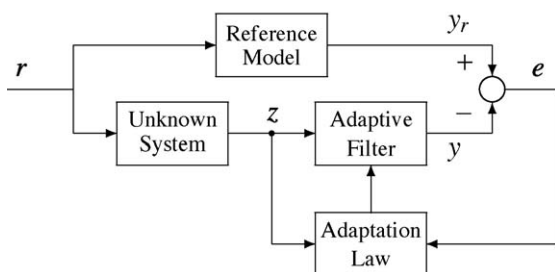 Reference
Model
y_r
+
r
e
Unknown
System
z
Adaptive
Filter
−
y
Adaptation
Law